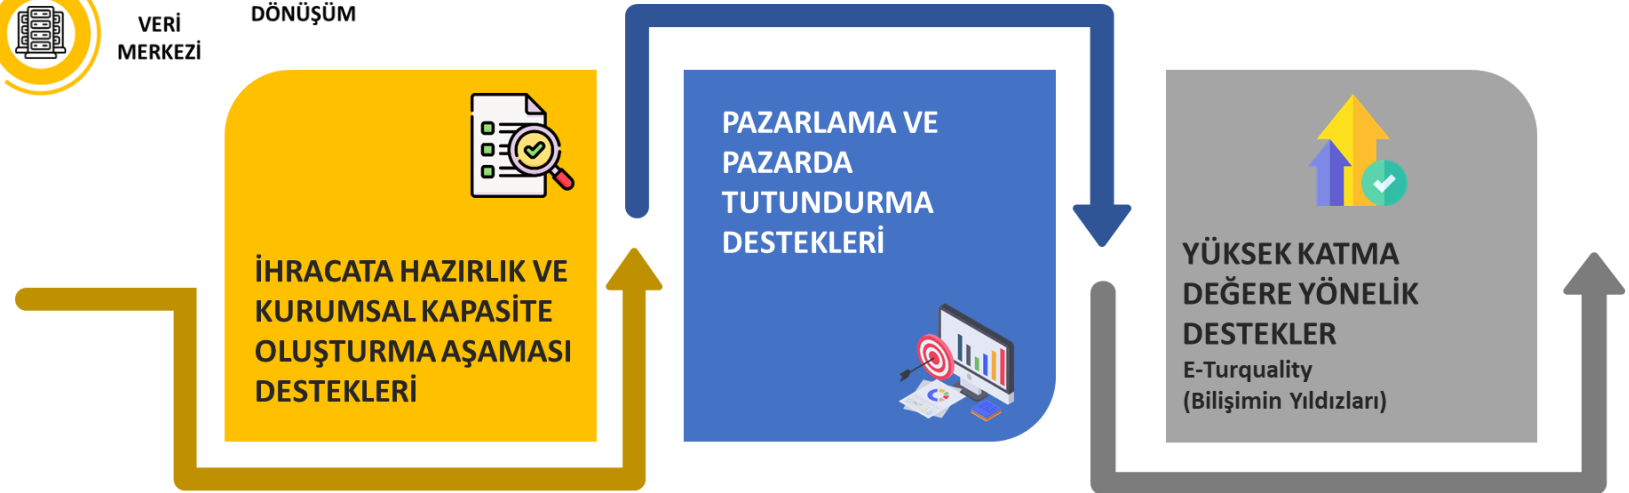 VERİ
MERKEZİ
DÖNÜŞÜM
İHRACATA HAZIRLIK VE
KURUMSAL KAPASİTE
OLUŞTURMA AŞAMASI
DESTEKLERİ
PAZARLAMA VE
PAZARDA
TUTUNDURMA
DESTEKLERİ
YÜKSEK KATMA
DEĞERE YÖNELİK
DESTEKLER
E-Turquality
(Bilişimin Yıldızları)